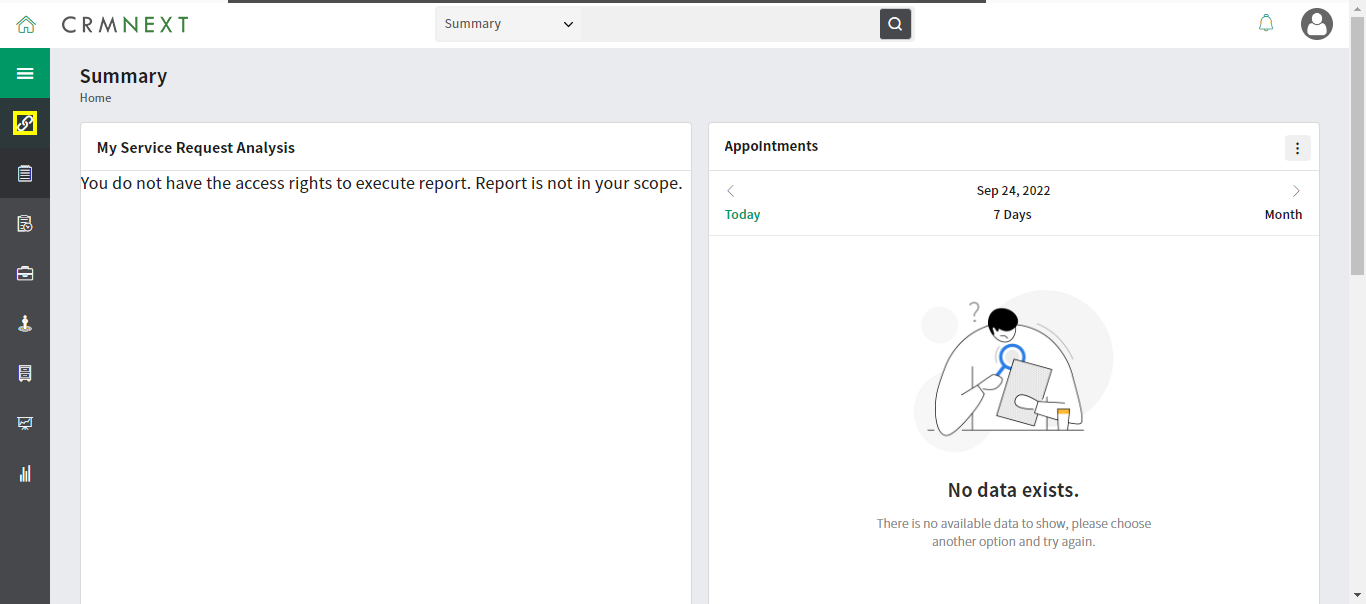 CRMNEXT
Summary
Summary
Home
My Service Request Analysis
You do not have the access rights to execute report. Report is not in your scope.
Appointments
Sep 24, 2022
Today
7 Days
Month
?
No data exists.
There is no available data to show, please choose
another option and try again.